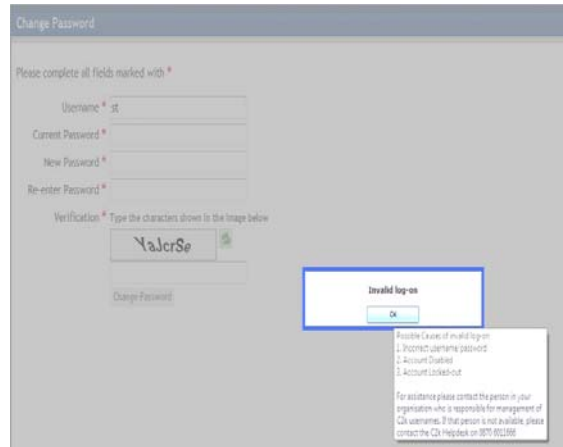 Change Password
Please complete all fields marked with *
Username * st
Current Password *
New Password *
Re-enter Password *
Verification * Type the characters shown in the image below
YaJcrSe
Change Password
Invalid log-on
OK
Possible Causes of invalid log-on
1. Incorrect username/password
2. Account Disabled
3. Account Locked-out
For assistance please contact the person in your
organisation who is responsible for management of
C2k usernames. If that person is not available, please
contact the C2k Helpdesk on 0870 6011666